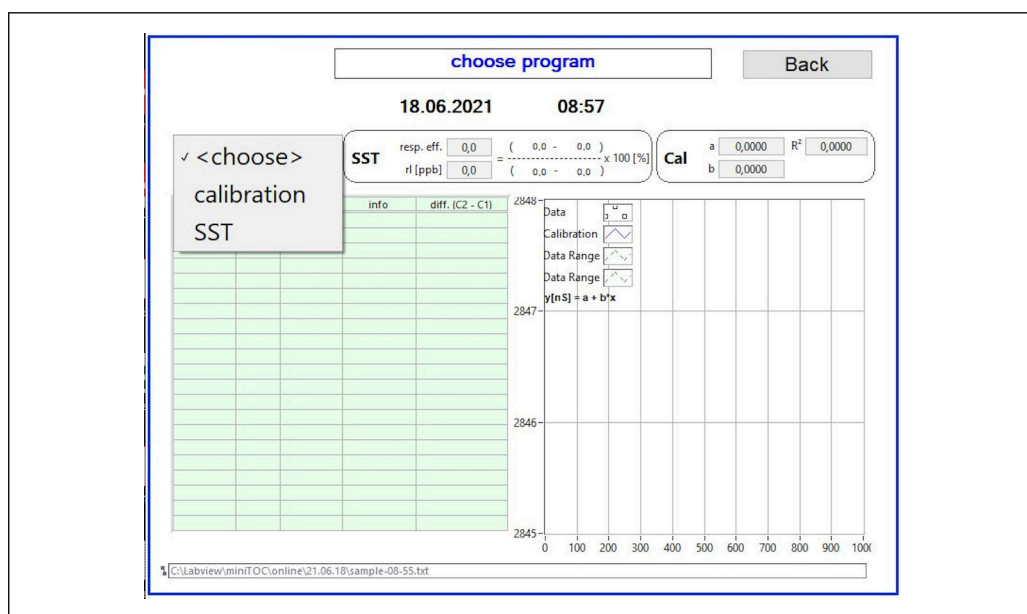 choose program
Back
18.06.2021 08:57
✓ <choose>
calibration
SST
SST resp. eff. 0,0 = ( 0,0 - 0,0 ) / ( 0,0 - 0,0 ) x 100 [%]
rl [ppb] 0,0
Cal a 0,0000 R² 0,0000
b 0,0000
info diff. (C2 - C1)
2848
Data
Calibration
Data Range
Data Range
y[nS] = a + b*x
2847
2846
2845
0 100 200 300 400 500 600 700 800 900 100
C:\Labview\miniTOC\online\21.06.18\sample-08-55.txt